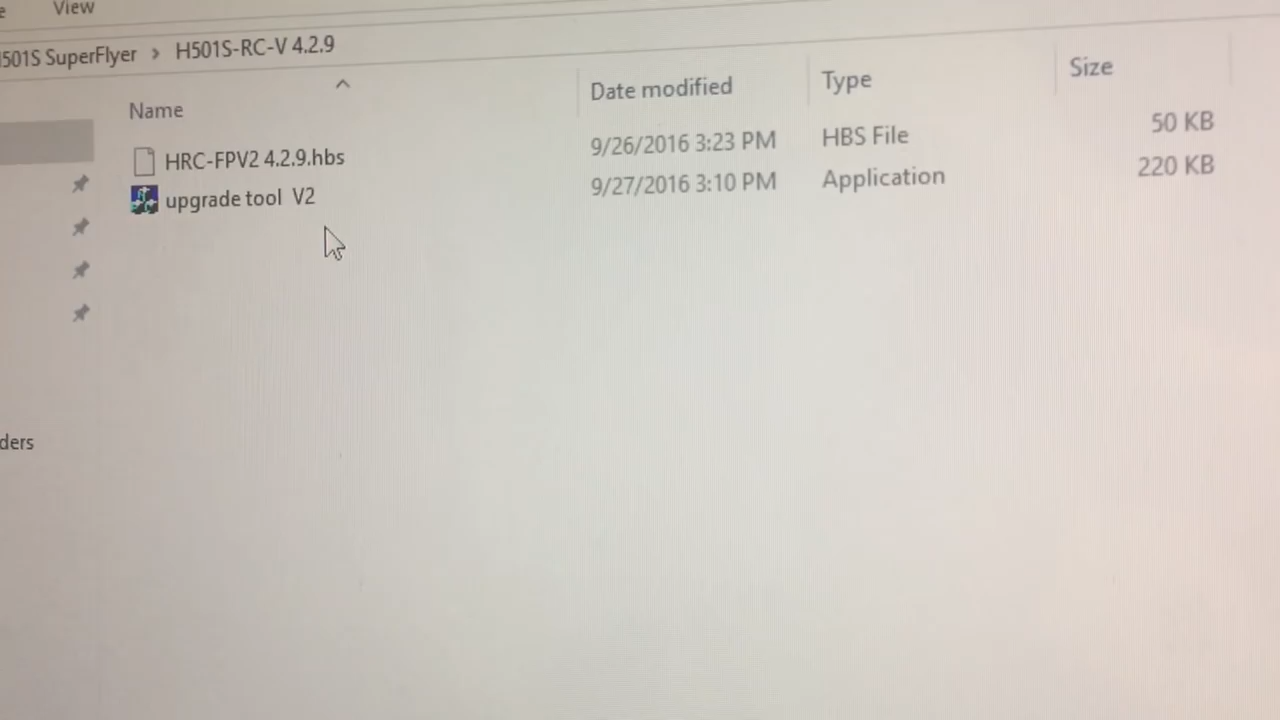 View
501S SuperFlyer > H501S-RC-V 4.2.9
Name Date modified Type Size
HRC-FPV2 4.2.9.hbs 9/26/2016 3:23 PM HBS File 50 KB
upgrade tool V2 9/27/2016 3:10 PM Application 220 KB
ders